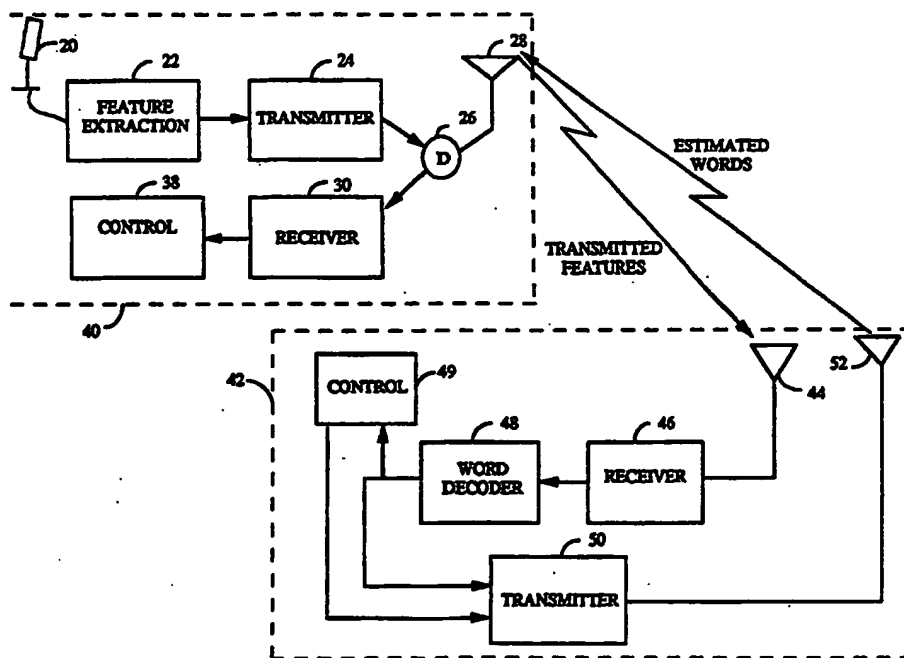 20
22
FEATURE
EXTRACTION
24
TRANSMITTER
26
D
28
38
CONTROL
30
RECEIVER
40
ESTIMATED
WORDS
TRANSMITTED
FEATURES
42
CONTROL
49
48
WORD
DECODER
46
RECEIVER
44
52
50
TRANSMITTER